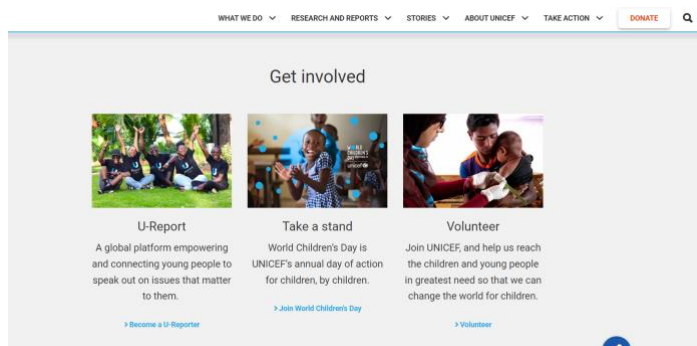 WHAT WE DO
RESEARCH AND REPORTS
STORIES
ABOUT UNICEF
TAKE ACTION
DONATE
Get involved
WORLD
CHILDREN'S
DAY
unicef
U-Report
A global platform empowering
and connecting young people to
speak out on issues that matter
to them.
> Become a U-Reporter
Take a stand
World Children's Day is
UNICEF's annual day of action
for children, by children.
> Join World Children's Day
Volunteer
Join UNICEF, and help us reach
the children and young people
in greatest need so that we can
change the world for children.
> Volunteer